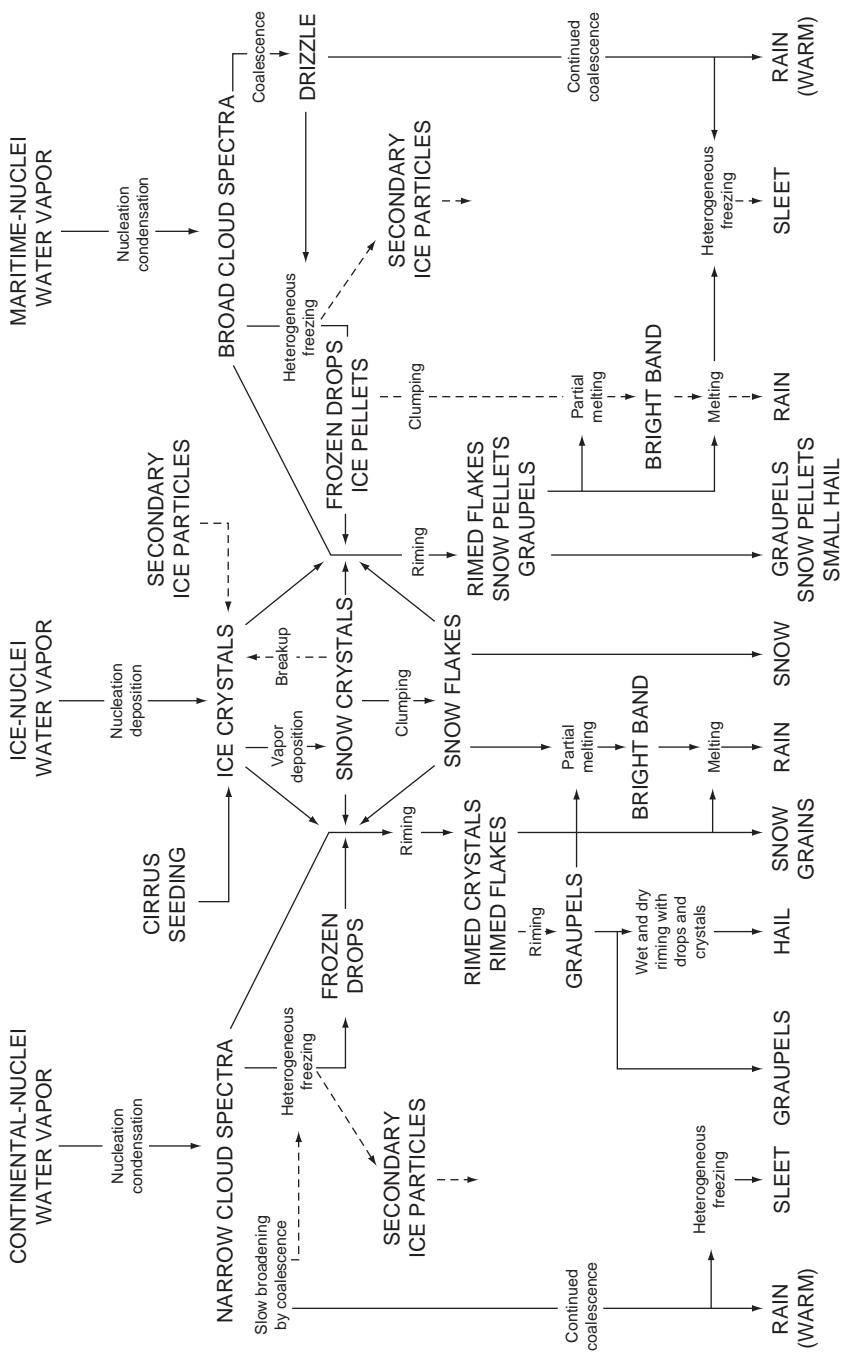 CONTINENTAL-NUCLEI
WATER VAPOR
ICE-NUCLEI
WATER VAPOR
MARITIME-NUCLEI
WATER VAPOR
Nucleation
condensation
Nucleation
deposition
Nucleation
condensation
CIRRUS
SEEDING
SECONDARY
ICE PARTICLES
NARROW CLOUD SPECTRA
ICE CRYSTALS
BROAD CLOUD SPECTRA
Slow broadening
by coalescence
Heterogeneous
freezing
Vapor
deposition
Breakup
Heterogeneous
freezing
Coalescence
DRIZZLE
FROZEN
DROPS
SNOW CRYSTALS
FROZEN DROPS
ICE PELLETS
SECONDARY
ICE PARTICLES
Riming
Clumping
Riming
Clumping
SECONDARY
ICE PARTICLES
SNOW FLAKES
RIMED CRYSTALS
RIMED FLAKES
RIMED FLAKES
SNOW PELLETS
GRAUPELS
Riming
GRAUPELS
Continued
coalescence
Partial
melting
Partial
melting
Continued
coalescence
Wet and dry
riming with
drops and
crystals
BRIGHT BAND
BRIGHT BAND
Heterogeneous
freezing
Melting
Melting
Heterogeneous
freezing
RAIN
(WARM)
SLEET
GRAUPELS
HAIL
SNOW
GRAINS
RAIN
SNOW
GRAUPELS
SNOW PELLETS
SMALL HAIL
RAIN
SLEET
RAIN
(WARM)